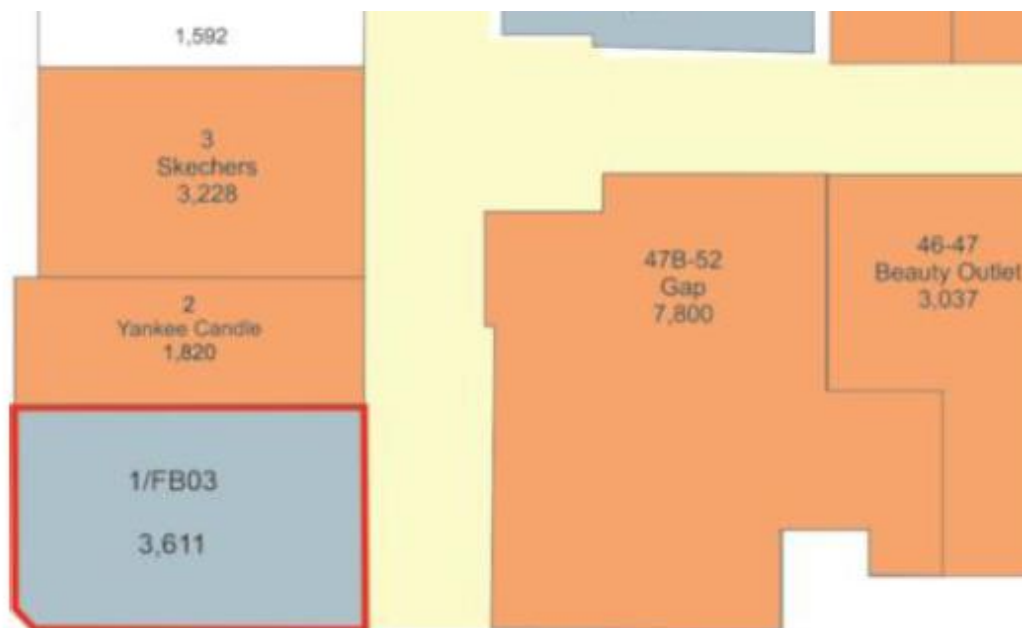 1,592
3
Skechers
3,228
2
Yankee Candle
1,820
1/FB03
3,611
47B-52
Gap
7,800
46-47
Beauty Outlet
3,037